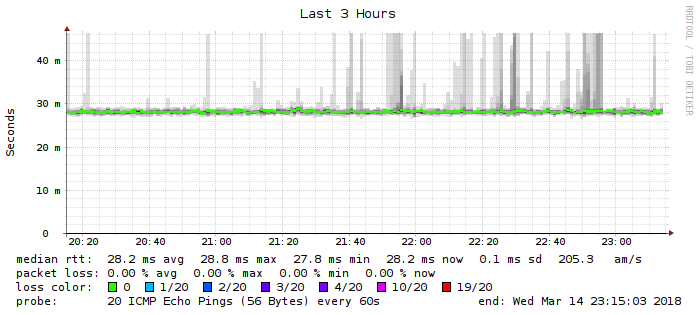 Last 3 Hours
RRDTOOL / TOBI OETIKER
Seconds
40 m
30 m
20 m
10 m
0
20:20 20:40 21:00 21:20 21:40 22:00 22:20 22:40 23:00
median rtt: 28.2 ms avg 28.8 ms max 27.8 ms min 28.2 ms now 0.1 ms sd 205.3 am/s
packet loss: 0.00 % avg 0.00 % max 0.00 % min 0.00 % now
loss color: 0 1/20 2/20 3/20 4/20 10/20 19/20
probe: 20 ICMP Echo Pings (56 Bytes) every 60s end: Wed Mar 14 23:15:03 2018